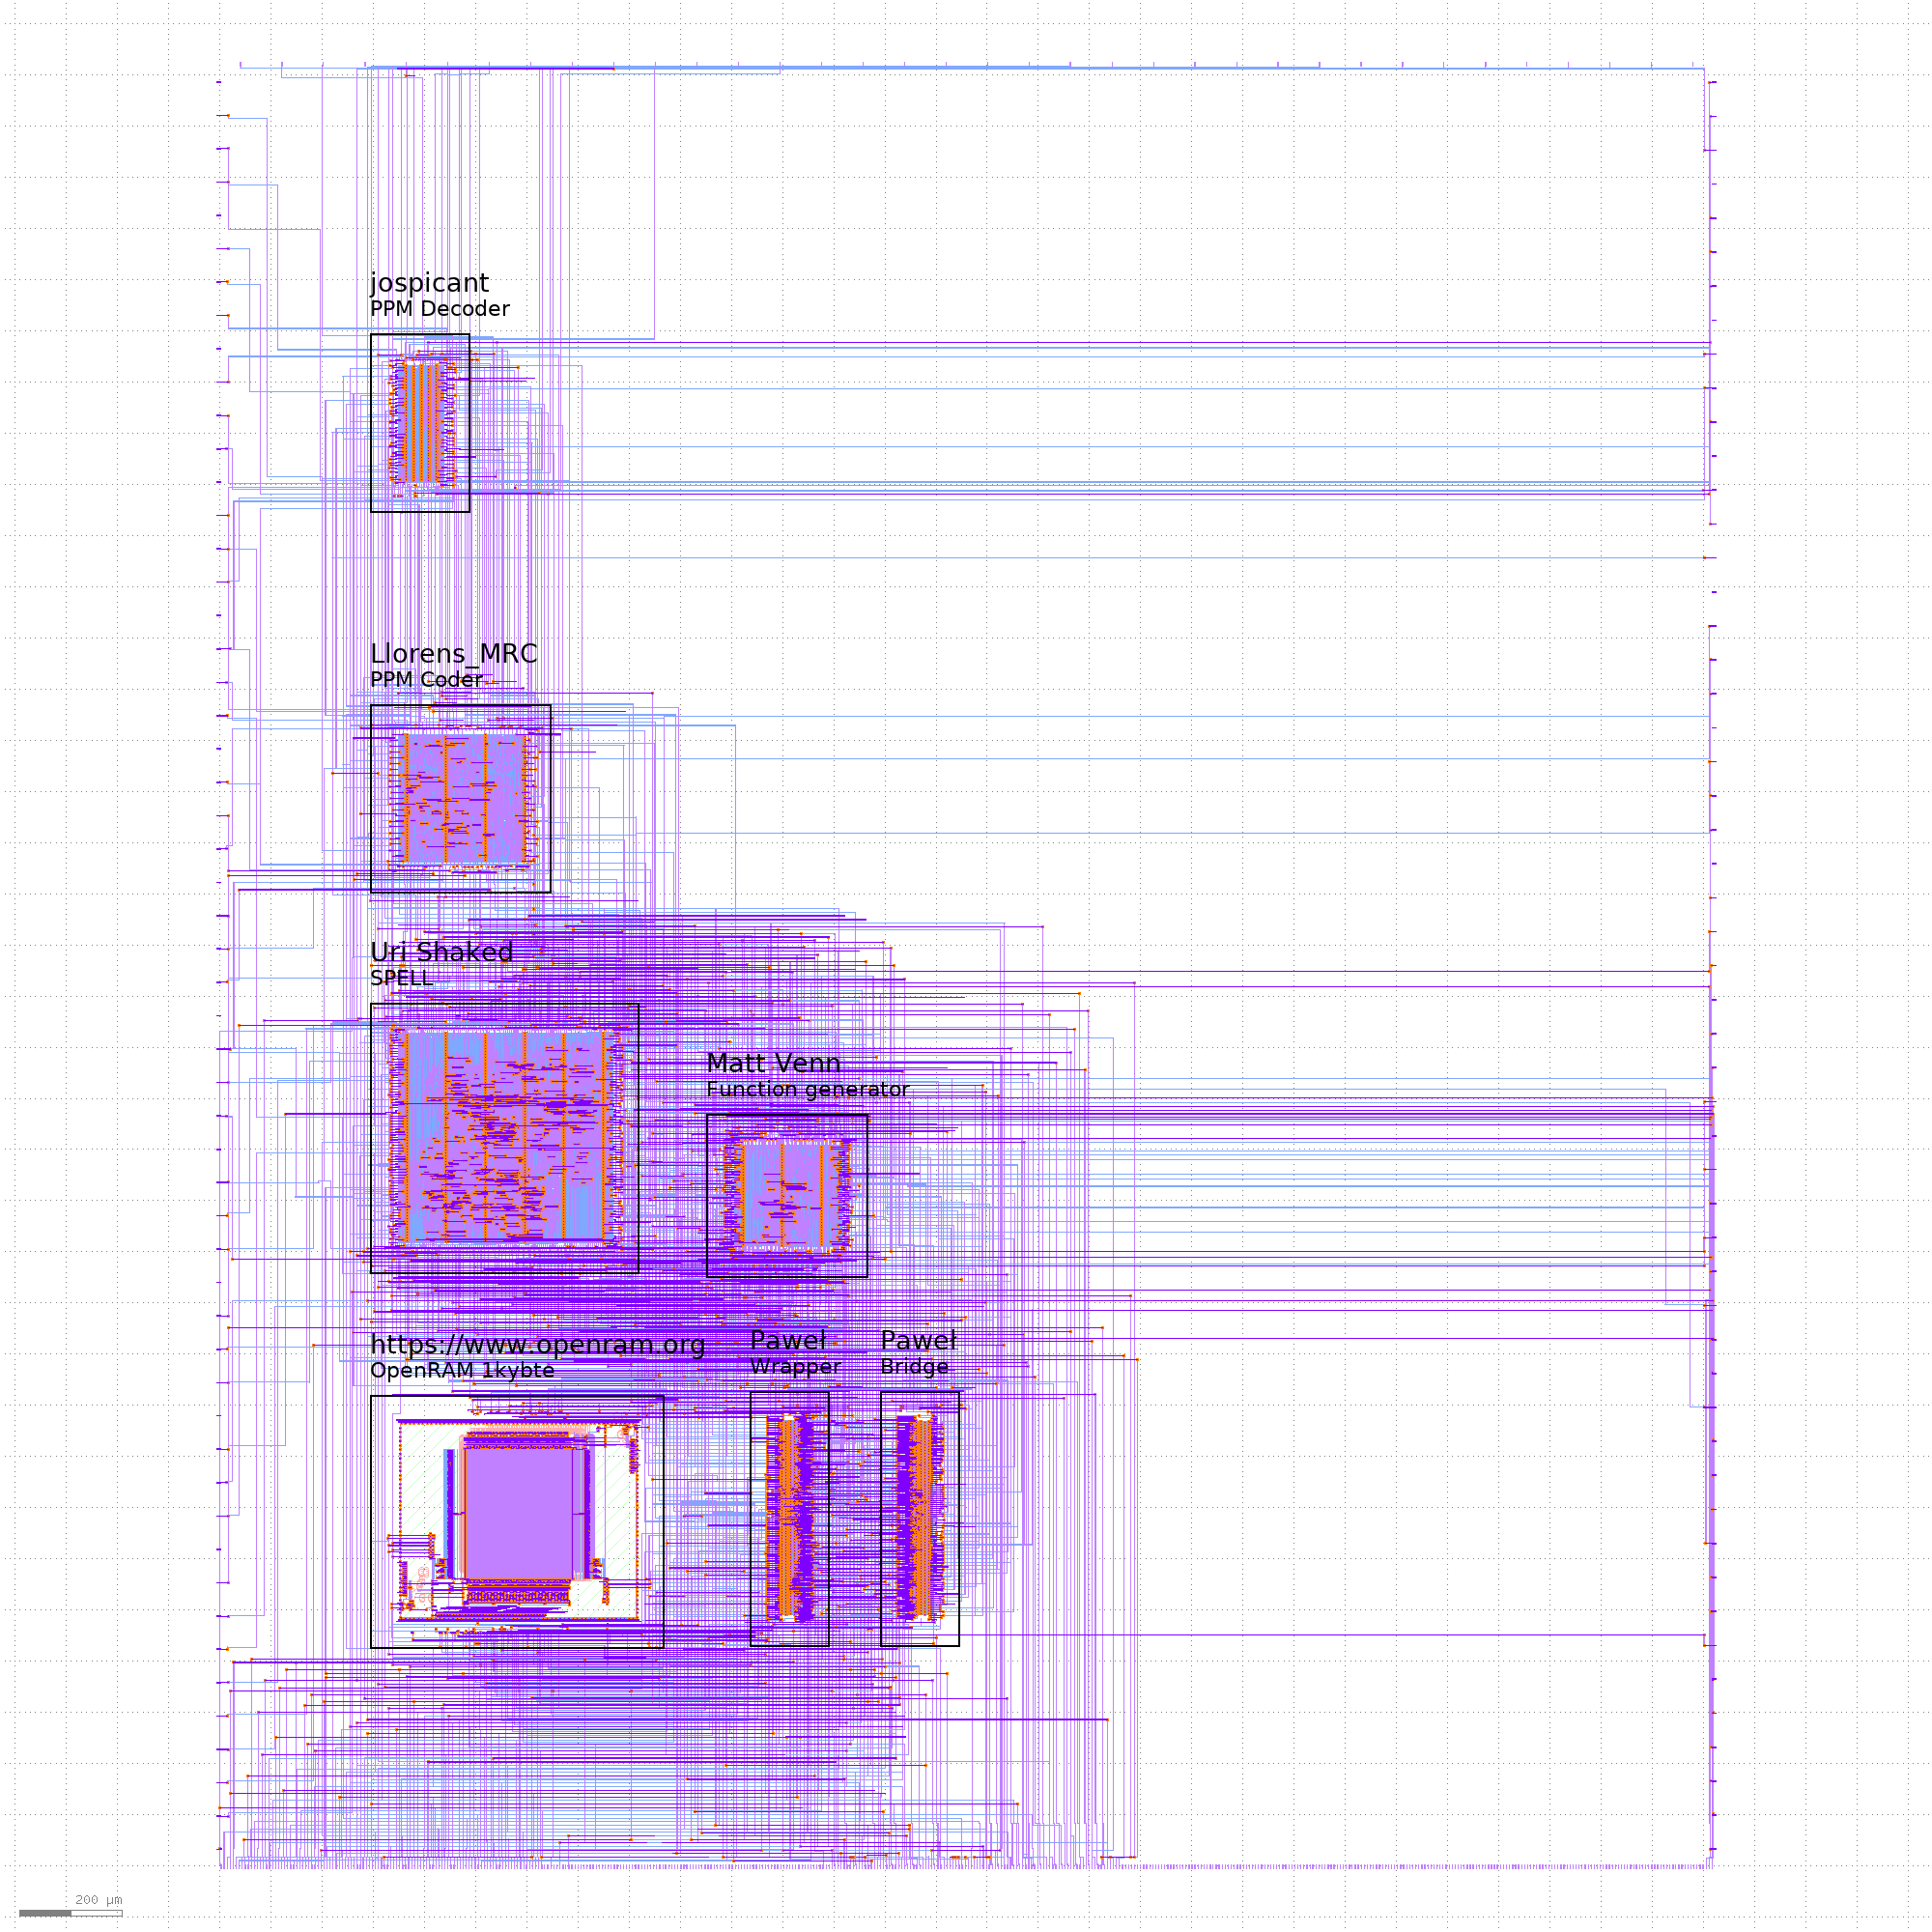 jospicant
PPM Decoder
Llorens_MRC
PPM Coder
Uri Shaked
SPELL
Matt Venn
Function generator
https://www.openram.org
OpenRAM 1kybte
Paweł
Wrapper
Paweł
Bridge
200 µm